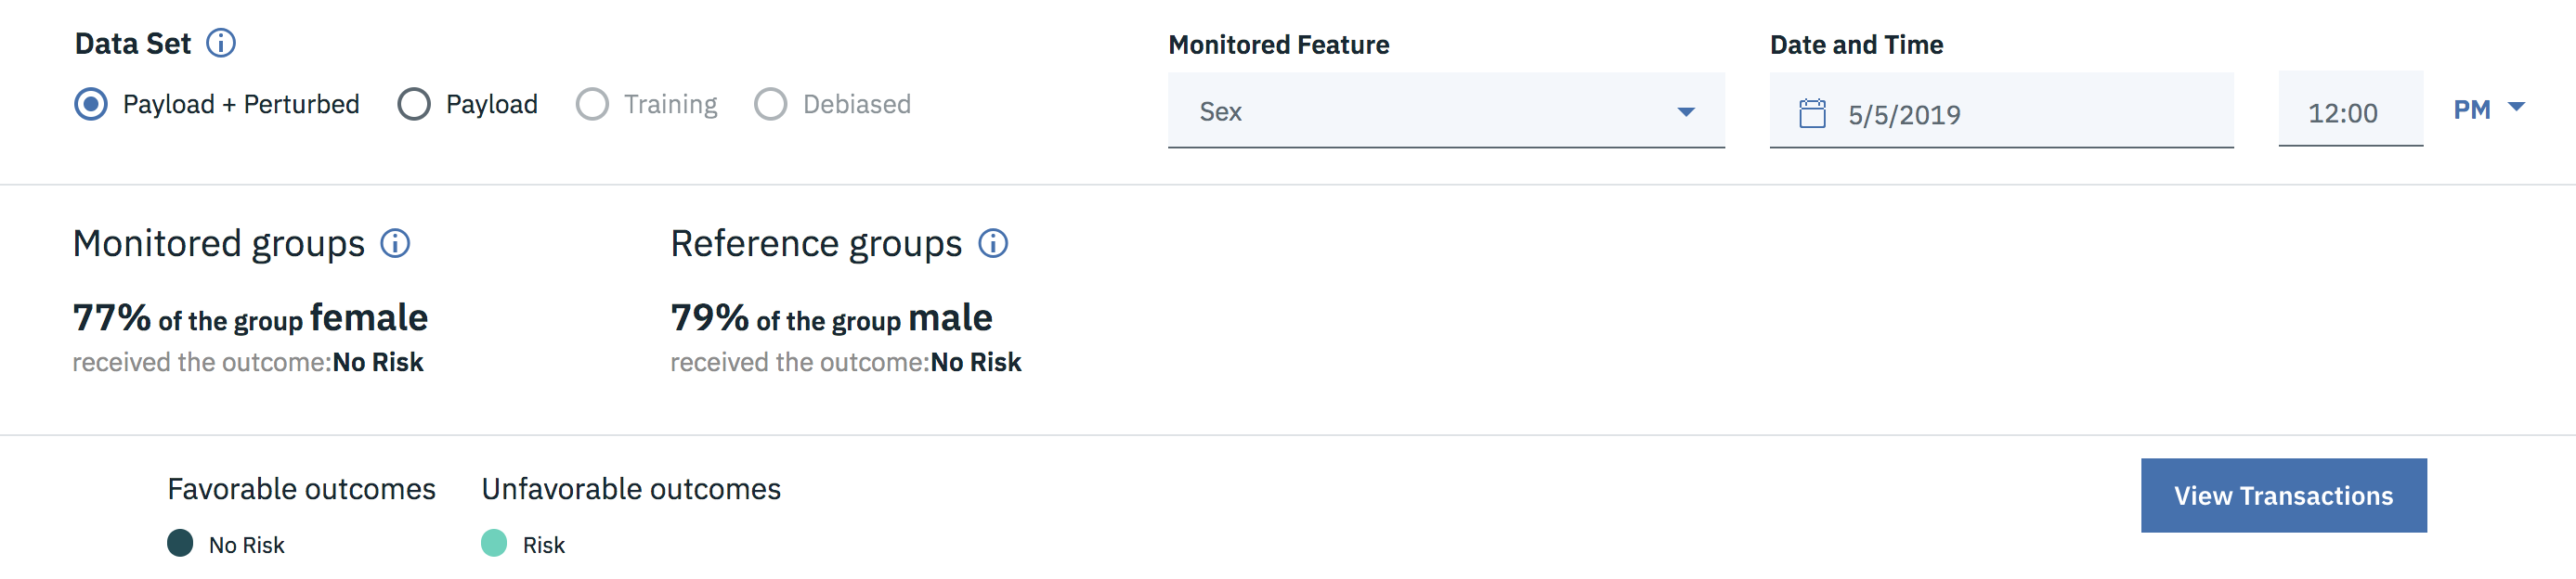 Data Set
Payload + Perturbed Payload Training Debiased
Monitored Feature
Sex
Date and Time
5/5/2019 12:00 PM
Monitored groups
77% of the group female
received the outcome:No Risk
Reference groups
79% of the group male
received the outcome:No Risk
Favorable outcomes
No Risk
Unfavorable outcomes
Risk
View Transactions